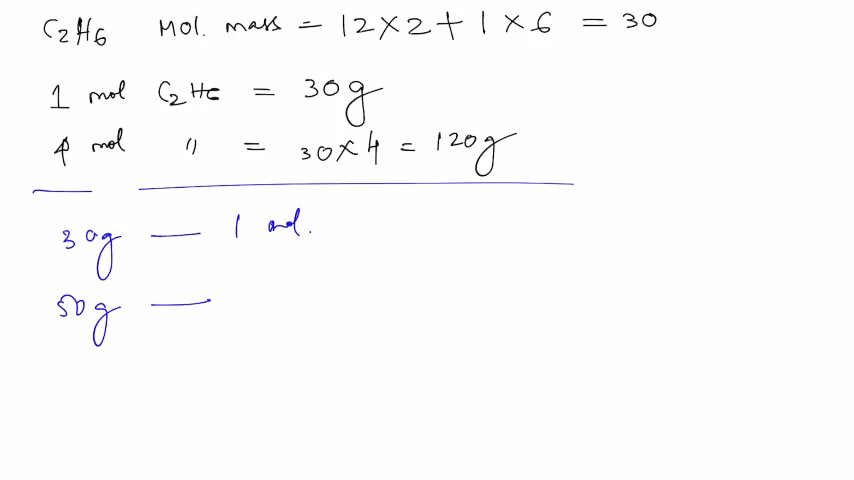 C2H6 Mol. mass = 12 × 2 + 1 × 6 = 30
1 mol C2H6 = 30g
4 mol " = 30 × 4 = 120g
30g — 1 mol.
50g —